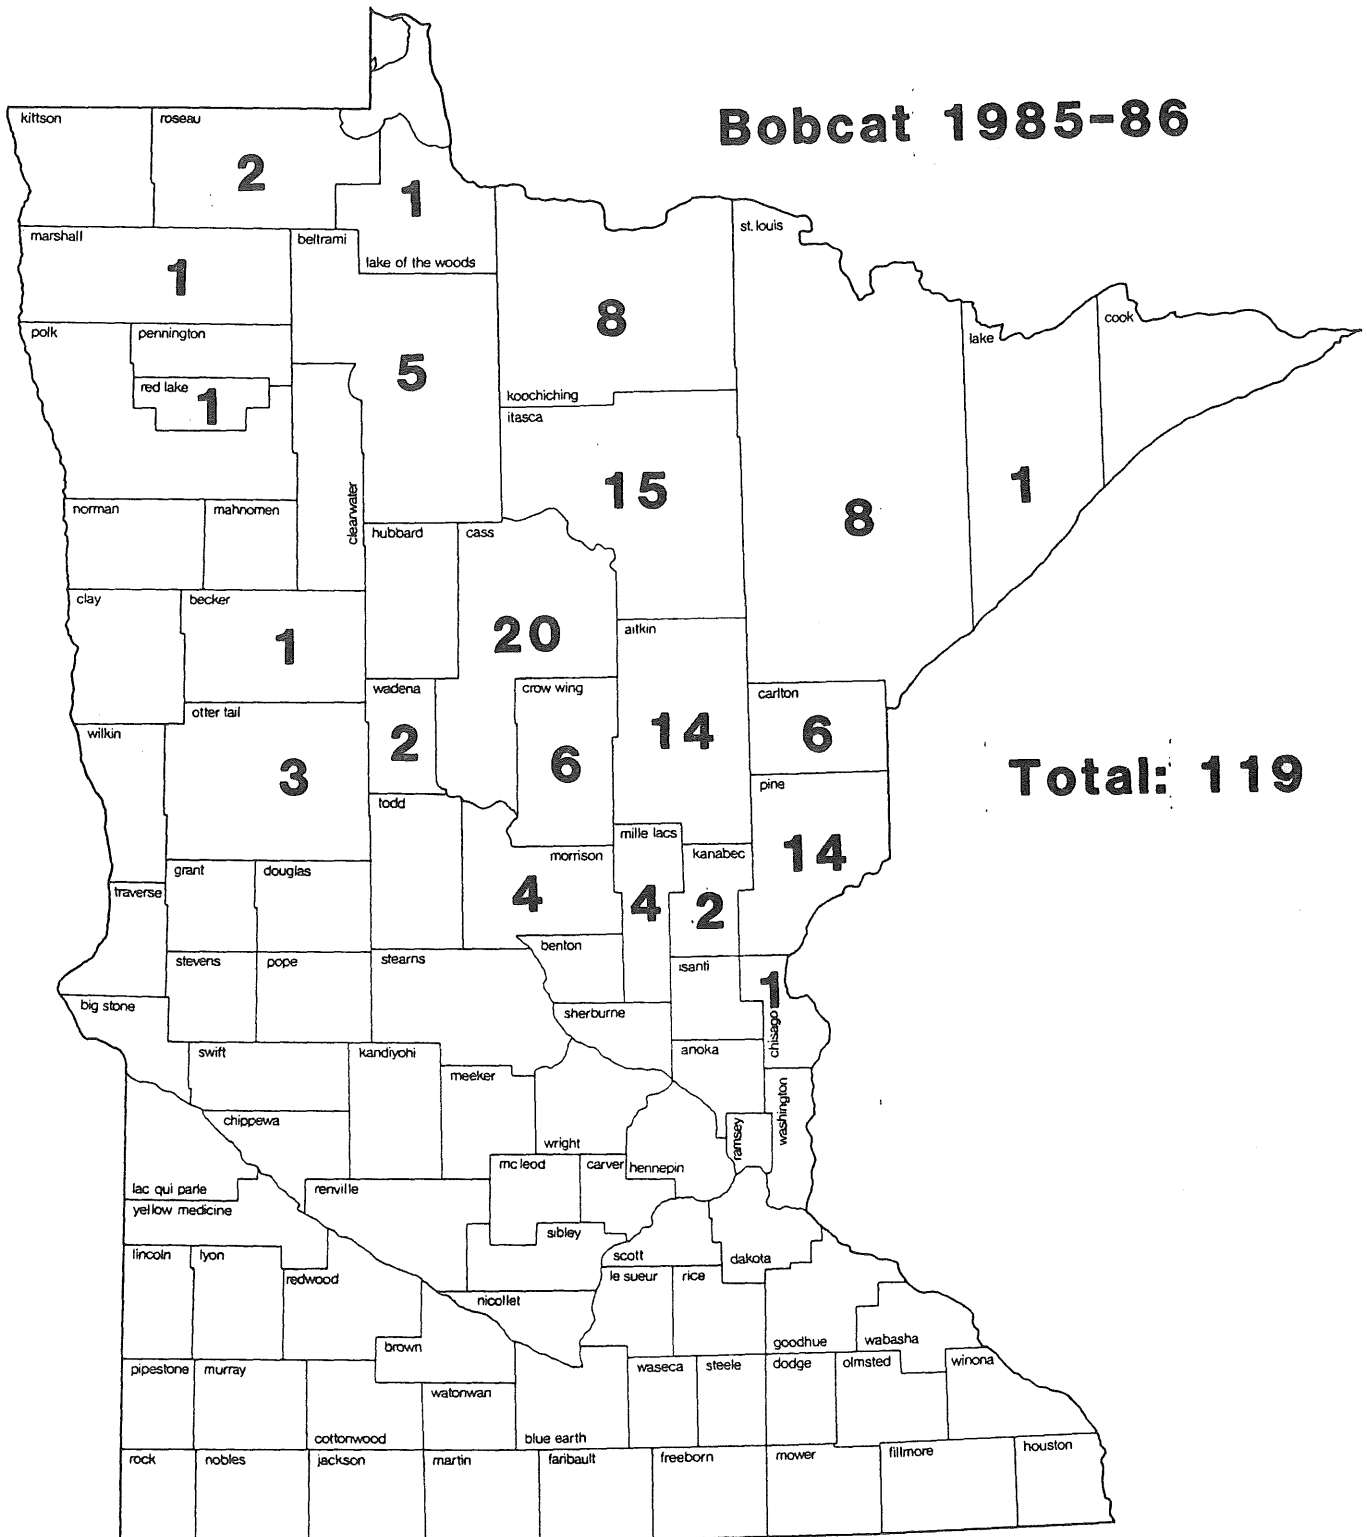 Bobcat 1985-86
kittson
roseau
2
1
st. louis
marshall
beltrami
lake of the woods
1
8
cook
polk
pennington
lake
5
red lake
1
koochiching
itasca
15
1
8
clearwater
norman
mahnomen
hubbard
cass
clay
becker
1
20
aitkin
wadena
crow wing
carlton
otter tail
wilkin
2
6
14
6
3
Total: 119
pine
todd
mille lacs
14
morrison
kanabec
grant
douglas
traverse
4
4
2
benton
stevens
pope
stearns
isanti
1
big stone
sherburne
chisago
swift
kandiyohi
anoka
meeker
washington
chippewa
ramsey
wright
mc leod
carver
hennepin
lac qui parle
renville
yellow medicine
sibley
lincoln
lyon
scott
dakota
redwood
le sueur
rice
nicollet
brown
goodhue
wabasha
pipestone
murray
waseca
steele
dodge
olmsted
winona
watonwan
cottonwood
blue earth
rock
nobles
jackson
martin
faribault
freeborn
mower
fillmore
houston